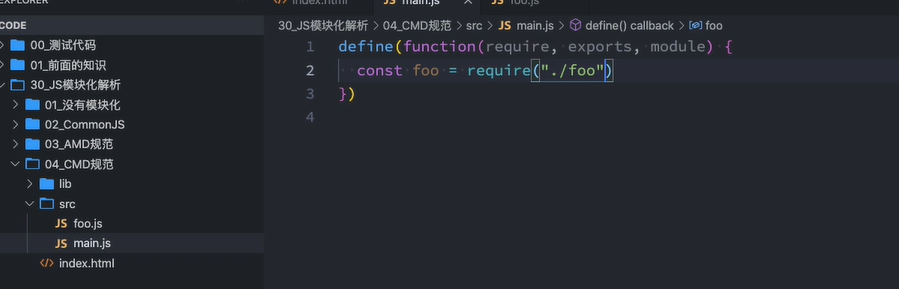 EXPLORER
index.html
main.js
foo.js
CODE
00_测试代码
01_前面的知识
30_JS模块化解析
01_没有模块化
02_CommonJS
03_AMD规范
04_CMD规范
lib
src
JS foo.js
JS main.js
<> index.html
30_JS模块化解析 > 04_CMD规范 > src > JS main.js > define() callback > foo
1 define(function(require, exports, module) {
2 const foo = require("./foo")
3 })
4